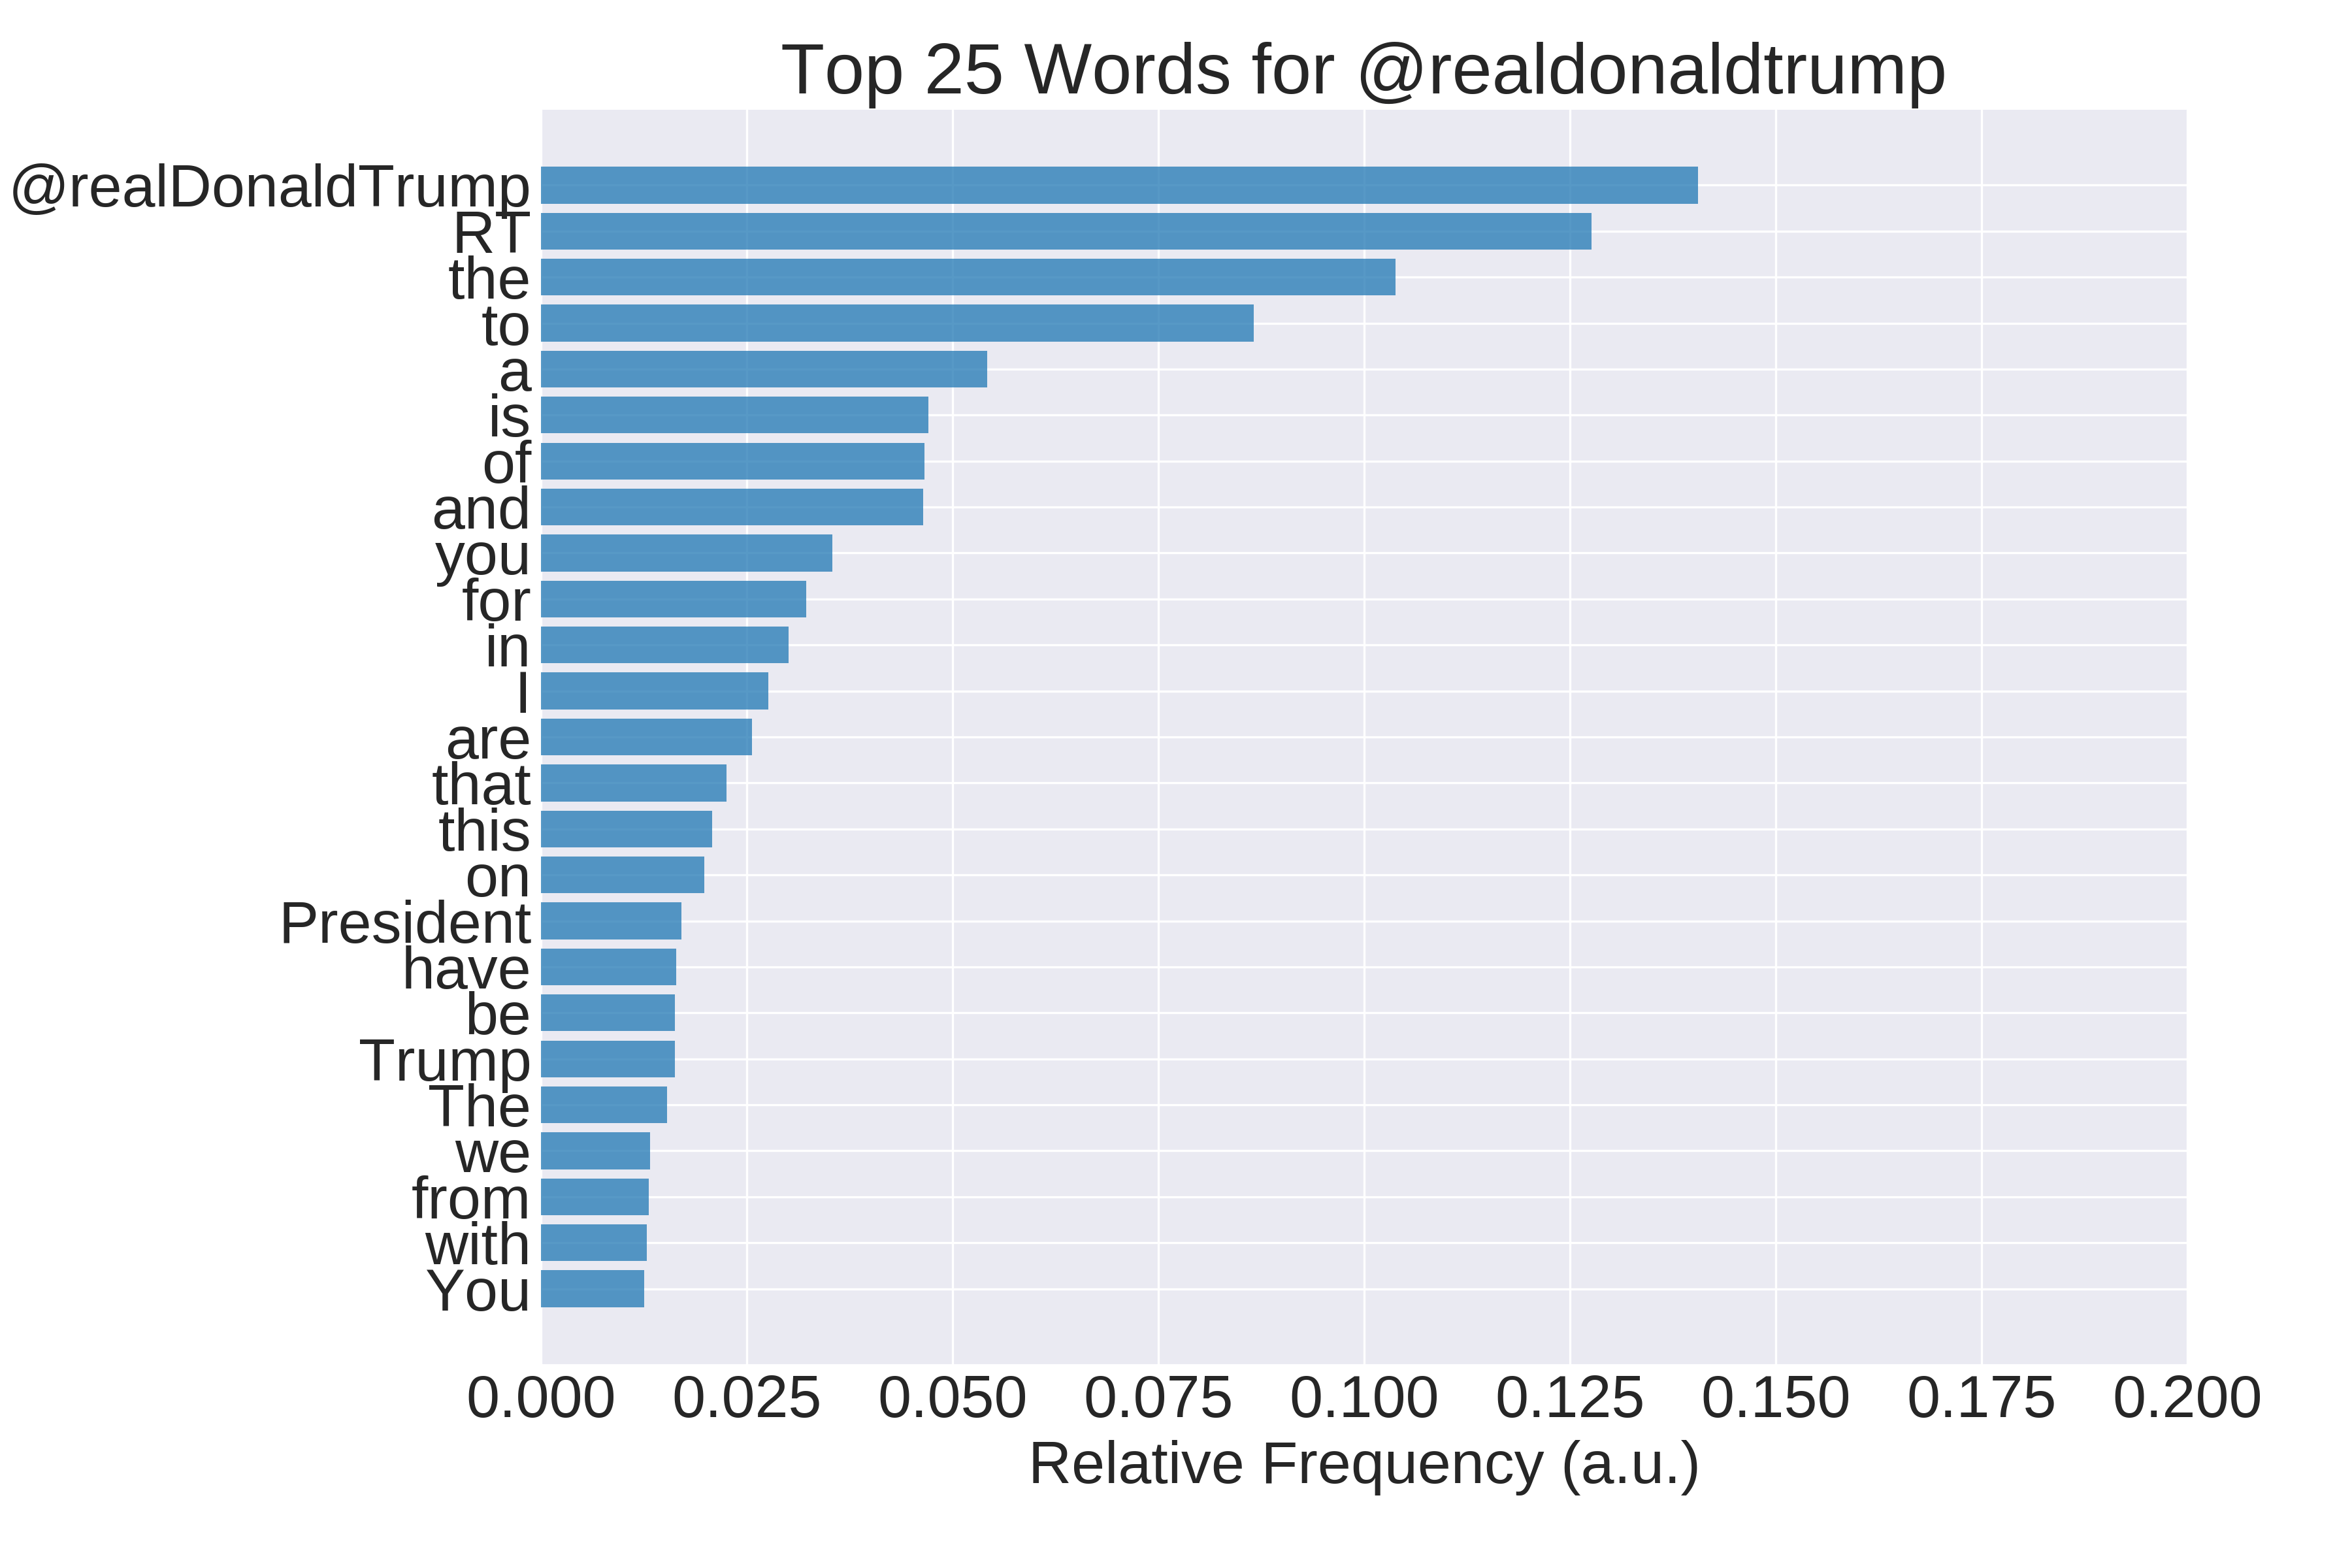 Top 25 Words for @realdonaldtrump
@realDonaldTrump
RT
the
to
a
is
of
and
you
for
in
I
are
that
this
on
President
have
be
Trump
The
we
from
with
You
0.000 0.025 0.050 0.075 0.100 0.125 0.150 0.175 0.200
Relative Frequency (a.u.)